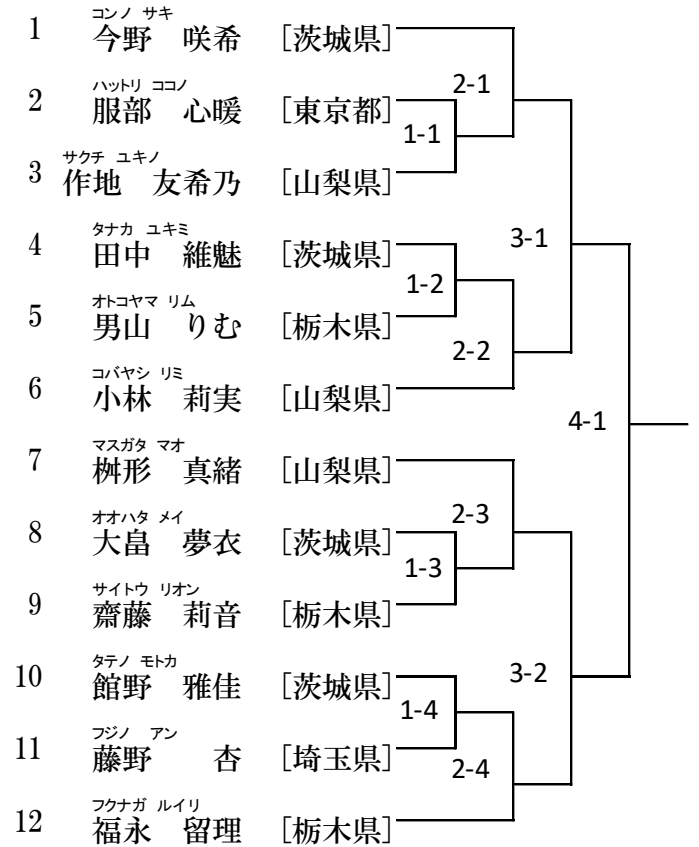 コンノ サキ
1 今野 咲希 [茨城県]
2-1
ハットリ ココノ
2 服部 心暖 [東京都]
1-1
サクチ ユキノ
3 作地 友希乃 [山梨県]
3-1
タナカ ユキミ
4 田中 維魅 [茨城県]
1-2
オトコヤマ リム
5 男山 りむ [栃木県]
2-2
コバヤシ リミ
6 小林 莉実 [山梨県]
4-1
マスガタ マオ
7 桝形 真緒 [山梨県]
2-3
オオハタ メイ
8 大畠 夢衣 [茨城県]
1-3
サイトウ リオン
9 齋藤 莉音 [栃木県]
3-2
タテノ モトカ
10 館野 雅佳 [茨城県]
1-4
フジノ アン
11 藤野 杏 [埼玉県]
2-4
フクナガ ルイリ
12 福永 留理 [栃木県]